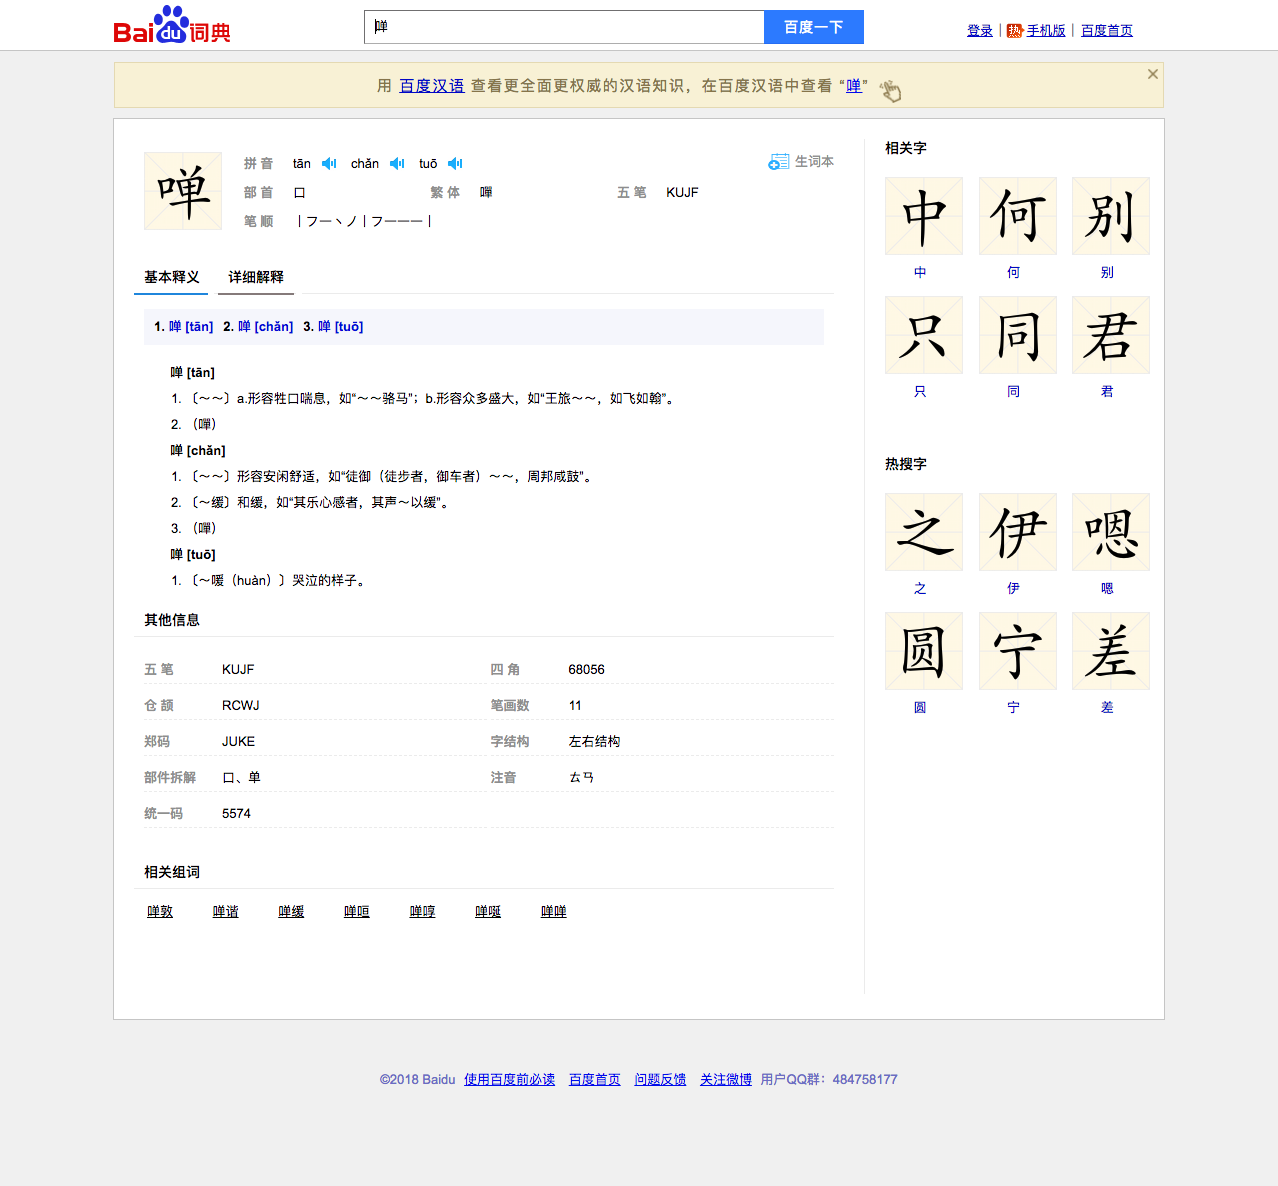 Bai du 词典
啴
百度一下
登录 | 热 手机版 | 百度首页
用 百度汉语 查看更全面更权威的汉语知识，在百度汉语中查看 “啴”
啴
拼 音 tān chǎn tuō
生词本
部 首 口 繁 体 嘽 五 笔 KUJF
笔 顺 丨フ一丶ノ丨フ一一一丨
基本释义 详细解释
1. 啴 [tān] 2. 啴 [chǎn] 3. 啴 [tuō]
啴 [tān]
1. 〔～～〕a.形容牲口喘息，如“～～骆马”；b.形容众多盛大，如“王旅～～，如飞如翰”。
2. （嘽）
啴 [chǎn]
1. 〔～～〕形容安闲舒适，如“徒御（徒步者，御车者）～～，周邦咸鼓”。
2. 〔～缓〕和缓，如“其乐心感者，其声～以缓”。
3. （嘽）
啴 [tuō]
1. 〔～嗳（huàn）〕哭泣的样子。
其他信息
五 笔 KUJF 四 角 68056
仓 颉 RCWJ 笔画数 11
郑码 JUKE 字结构 左右结构
部件拆解 口、单 注音 ㄊㄢ
统一码 5574
相关组词
啴敦 啴谐 啴缓 啴咺 啴啍 啴啴 啴啴
相关字
中 何 别
中 何 别
只 同 君
只 同 君
热搜字
之 伊 嗯
之 伊 嗯
圆 宁 差
圆 宁 差
©2018 Baidu 使用百度前必读 百度首页 问题反馈 关注微博 用户QQ群：484758177